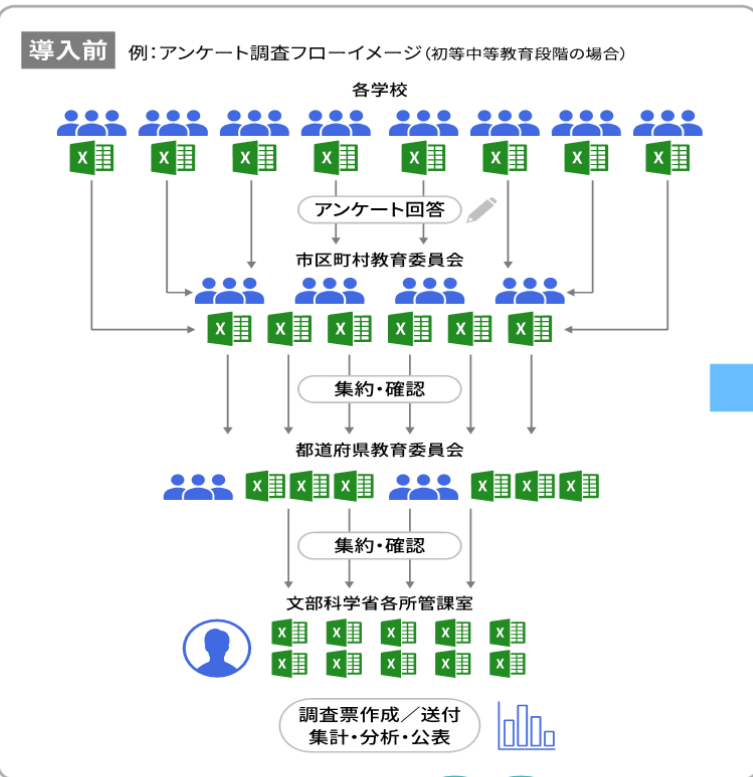 導入前 例：アンケート調査フローイメージ（初等中等教育段階の場合）
各学校
X X X X X X X X
アンケート回答
市区町村教育委員会
X X X X X X
集約・確認
都道府県教育委員会
X X X X X X
集約・確認
文部科学省各所管課室
X X X X X
X X X X X
調査票作成／送付
集計・分析・公表